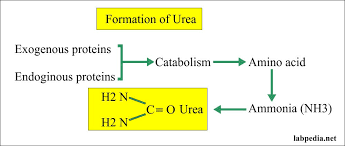 Formation of Urea
Exogenous proteins
Catabolism
Amino acid
Endoginous proteins
H2 N
C = O Urea
Ammonia (NH3)
H2 N
labpedia.net